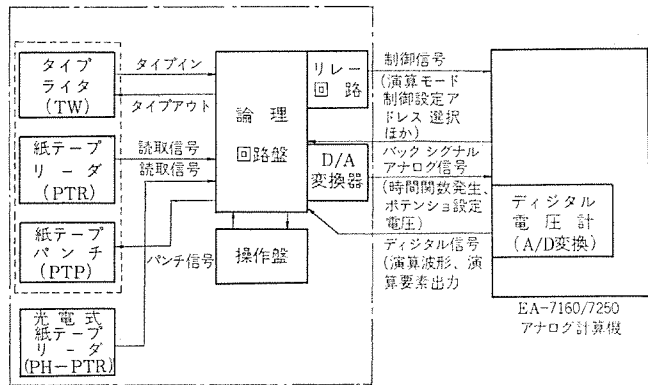 タイプ
ライタ
(TW)
タイプイン
タイプアウト
紙テープ
リーダ
(PTR)
読取信号
読取信号
紙テープ
パンチ
(PTP)
パンチ信号
光電式
紙テープ
リーダ
(PH-PTR)
論理
回路盤
リレー
回路
D/A
変換器
操作盤
制御信号
(演算モード
制御設定ア
ドレス選択
ほか)
バックシグナル
アナログ信号
(時間関数発生、
ポテンショ設定
電圧)
ディジタル信号
(演算波形、演
算要素出力
ディジタル
電圧計
(A/D変換)
EA-7160/7250
アナログ計算機